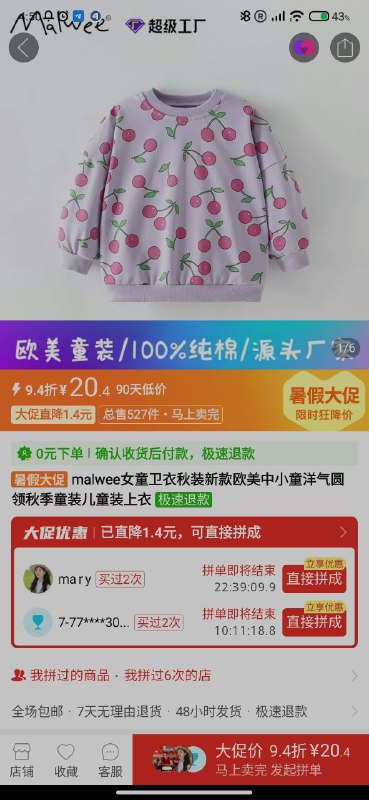 4:50
43%
Malwee
超级工厂
欧美童装/100%纯棉/源头厂家
1/6
9.4折 ¥20.4 90天低价
大促直降1.4元 总售527件·马上卖完
暑假大促
限时狂降价
0元下单 | 确认收货后付款，极速退款
暑假大促 malwee女童卫衣秋装新款欧美中小童洋气圆
领秋季童装儿童装上衣 极速退款
大促优惠 已直降1.4元，可直接拼成
mary 买过2次
拼单即将结束
22:39:09.9
立享优惠
直接拼成
7-77****30... 买过2次
拼单即将结束
10:11:18.8
立享优惠
直接拼成
我拼过的商品 · 我拼过6次的店
全场包邮 · 7天无理由退货 · 48小时发货 · 极速退款
店铺
收藏
客服
大促价 9.4折 ¥20.4
马上卖完 发起拼单